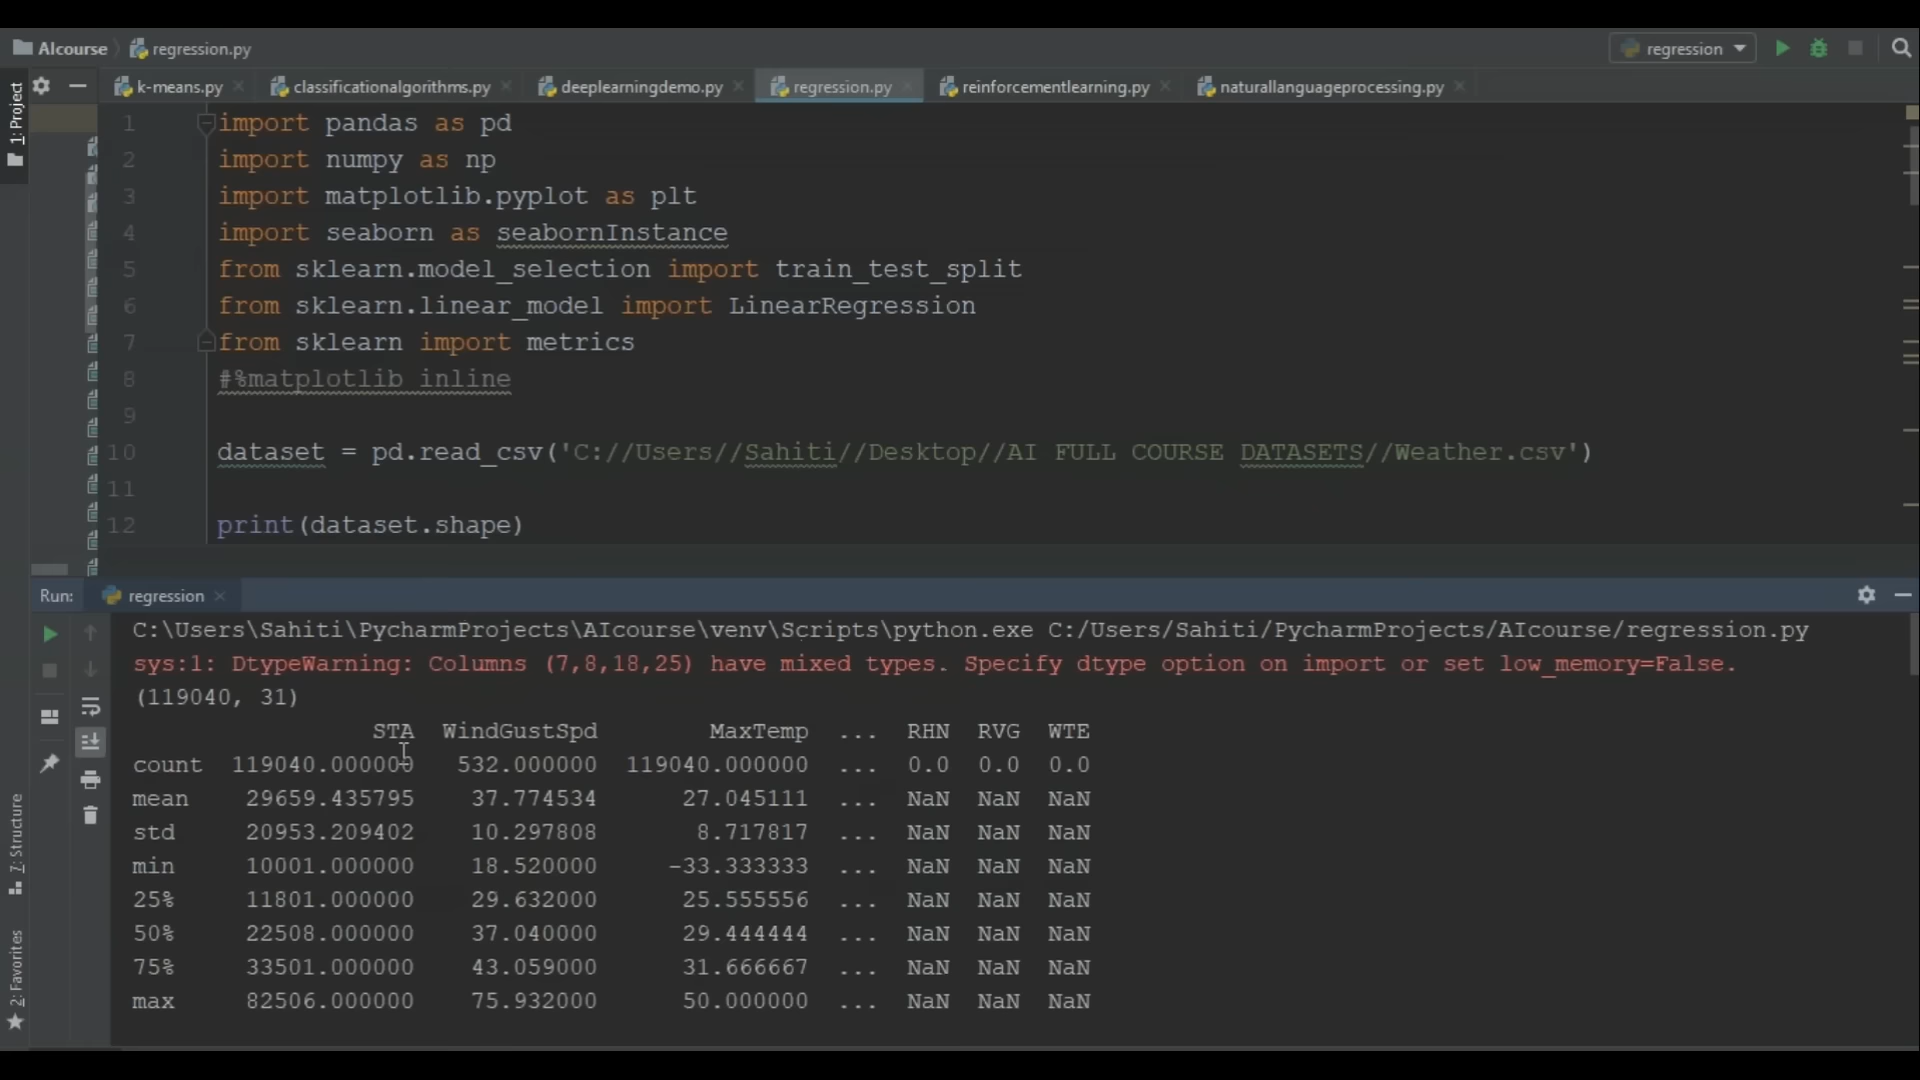 AIcourse regression.py regression
1: Project k-means.py classificationalgorithms.py deeplearningdemo.py regression.py reinforcementlearning.py naturallanguageprocessing.py
1 import pandas as pd
2 import numpy as np
3 import matplotlib.pyplot as plt
4 import seaborn as seabornInstance
5 from sklearn.model_selection import train_test_split
6 from sklearn.linear_model import LinearRegression
7 from sklearn import metrics
8 #%matplotlib inline
9
10 dataset = pd.read_csv('C://Users//Sahiti//Desktop//AI FULL COURSE DATASETS//Weather.csv')
11
12 print(dataset.shape)
Run: regression
C:\Users\Sahiti\PycharmProjects\AIcourse\venv\Scripts\python.exe C:/Users/Sahiti/PycharmProjects/AIcourse/regression.py
sys:1: DtypeWarning: Columns (7,8,18,25) have mixed types. Specify dtype option on import or set low_memory=False.
(119040, 31)
STA WindGustSpd MaxTemp ... RHN RVG WTE
count 119040.000000 532.000000 119040.000000 ... 0.0 0.0 0.0
mean 29659.435795 37.774534 27.045111 ... NaN NaN NaN
std 20953.209402 10.297808 8.717817 ... NaN NaN NaN
min 10001.000000 18.520000 -33.333333 ... NaN NaN NaN
25% 11801.000000 29.632000 25.555556 ... NaN NaN NaN
50% 22508.000000 37.040000 29.444444 ... NaN NaN NaN
75% 33501.000000 43.059000 31.666667 ... NaN NaN NaN
max 82506.000000 75.932000 50.000000 ... NaN NaN NaN
7: Structure
2: Favorites